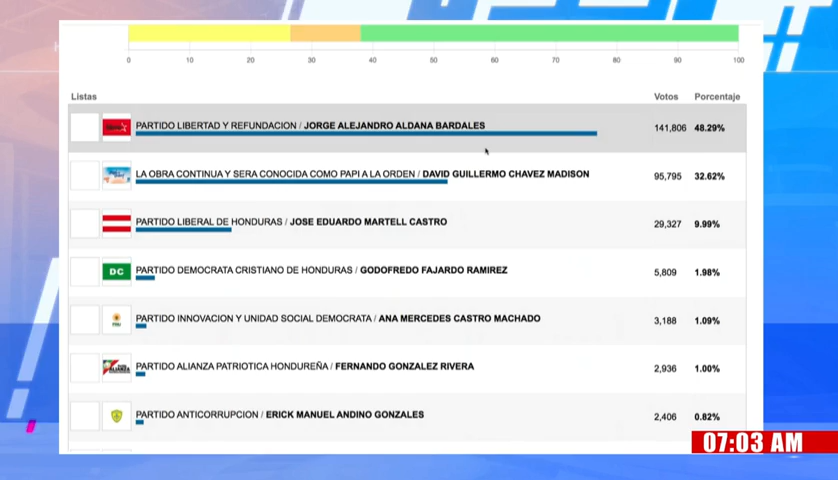 0 10 20 30 40 50 60 70 80 90 100
Listas Votos Porcentaje
PARTIDO LIBERTAD Y REFUNDACION / JORGE ALEJANDRO ALDANA BARDALES 141,806 48.29%
LA OBRA CONTINUA Y SERA CONOCIDA COMO PAPI A LA ORDEN / DAVID GUILLERMO CHAVEZ MADISON 95,795 32.62%
PARTIDO LIBERAL DE HONDURAS / JOSE EDUARDO MARTELL CASTRO 29,327 9.99%
DC PARTIDO DEMOCRATA CRISTIANO DE HONDURAS / GODOFREDO FAJARDO RAMIREZ 5,809 1.98%
PARTIDO INNOVACION Y UNIDAD SOCIAL DEMOCRATA / ANA MERCEDES CASTRO MACHADO 3,188 1.09%
PARTIDO ALIANZA PATRIOTICA HONDUREÑA / FERNANDO GONZALEZ RIVERA 2,936 1.00%
PARTIDO ANTICORRUPCION / ERICK MANUEL ANDINO GONZALES 2,406 0.82%
07:03 AM